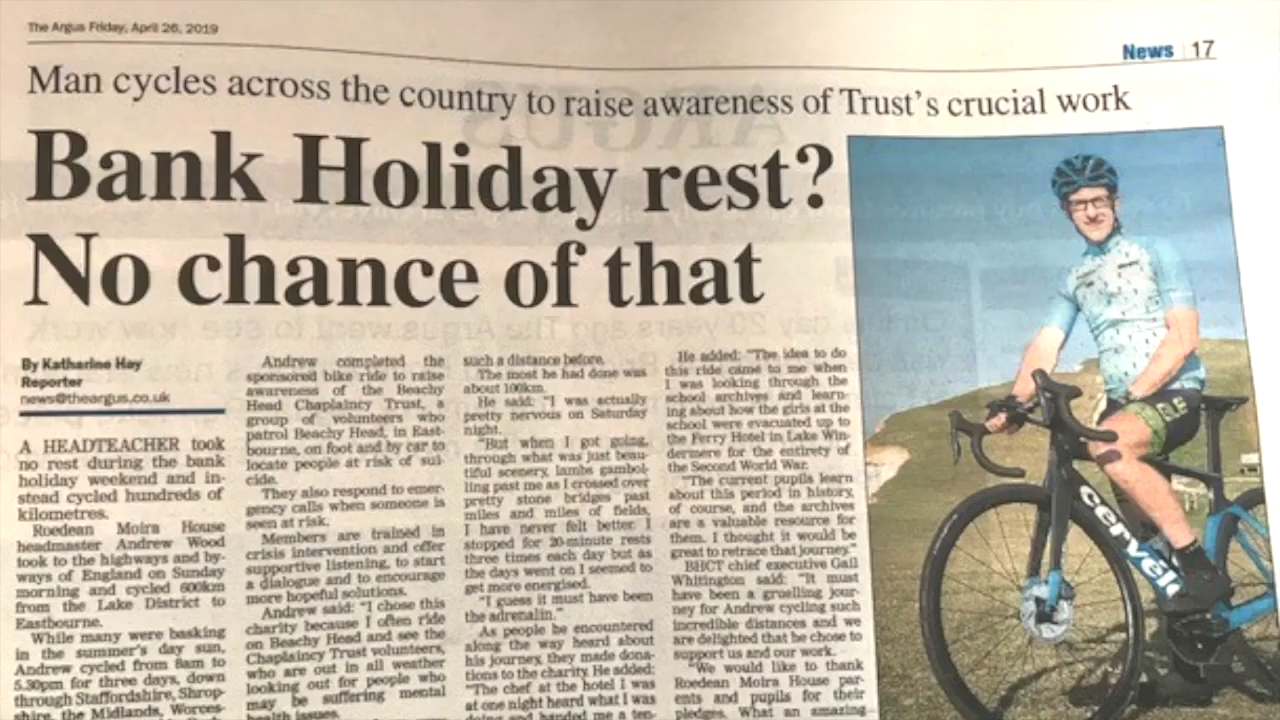 The Argus Friday, April 26, 2019
News 17
Man cycles across the country to raise awareness of Trust's crucial work
Bank Holiday rest?
No chance of that
By Katharine Hay
Reporter
news@theargus.co.uk
A HEADTEACHER took
no rest during the bank
holiday weekend and in-
stead cycled hundreds of
kilometres.
Roedean Moira House
headmaster Andrew Wood
took to the highways and by-
ways of England on Sunday
morning and cycled 600km
from the Lake District to
Eastbourne.
While many were basking
in the summer's day sun,
Andrew cycled from 8am to
5.30pm for three days, down
through Staffordshire, Shrop-
shire, the Midlands, Worces-
Andrew completed the
sponsored bike ride to raise
awareness of the Beachy
Head Chaplaincy Trust, a
group of volunteers who
patrol Beachy Head, in East-
bourne, on foot and by car to
locate people at risk of sui-
cide.
They also respond to emer-
gency calls when someone is
seen at risk.
Members are trained in
crisis intervention and offer
supportive listening, to start
a dialogue and to encourage
more hopeful solutions.
Andrew said: "I chose this
charity because I often ride
on Beachy Head and see the
Chaplaincy Trust volunteers,
who are out in all weather
looking out for people who
may be suffering mental
health issues.
such a distance before.
The most he had done was
about 100km.
He said: "I was actually
pretty nervous on Saturday
night.
"But when I got going,
through what was just beau-
tiful scenery, lambs gambol-
ling past me as I crossed over
pretty stone bridges past
miles and miles of fields,
I have never felt better. I
stopped for 20-minute rests
three times each day but as
the days went on I seemed to
get more energised.
"I guess it must have been
the adrenalin."
As people he encountered
along the way heard about
his journey, they made dona-
tions to the charity. He added:
"The chef at the hotel I was
at one night heard what I was
doing and handed me a ten-
He added: "The idea to do
this ride came to me when
I was looking through the
school archives and learn-
ing about how the girls at the
school were evacuated up to
the Ferry Hotel in Lake Win-
dermere for the entirety of
the Second World War.
"The current pupils learn
about this period in history,
of course, and the archives
are a valuable resource for
them. I thought it would be
great to retrace that journey."
BHCT chief executive Gail
Whitington said: "It must
have been a gruelling jour-
ney for Andrew cycling such
incredible distances and we
are delighted that he chose to
support us and our work.
"We would like to thank
Roedean Moira House par-
ents and pupils for their
pledges. What an amazing
cervélo